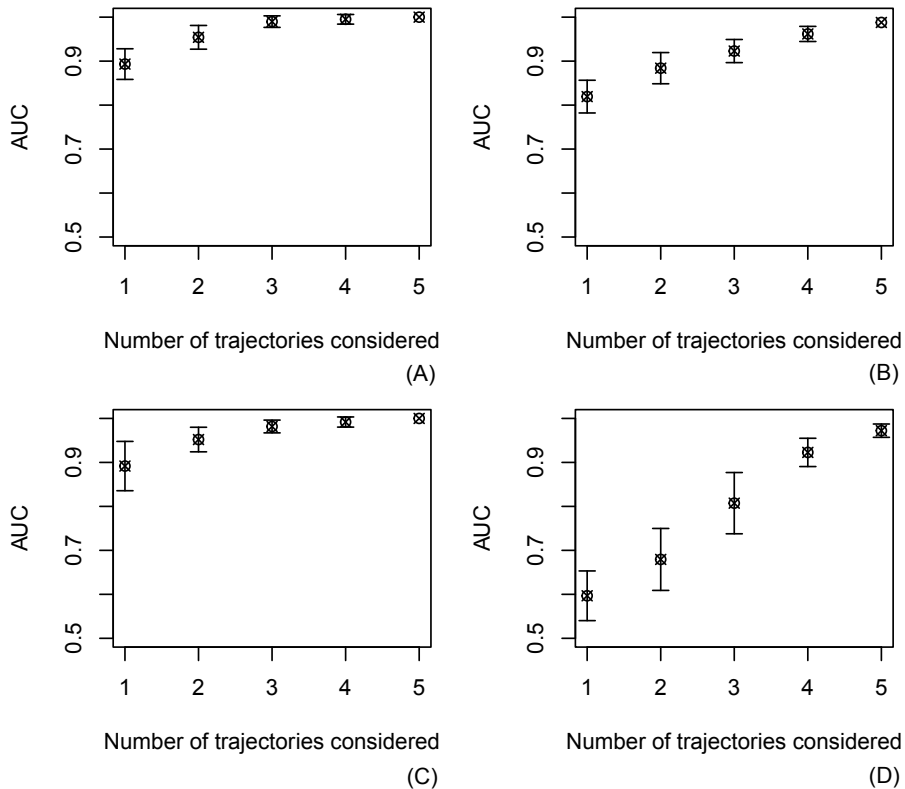 AUC
0.9
0.7
0.5
1 2 3 4 5
Number of trajectories considered
(A)
AUC
0.9
0.7
0.5
1 2 3 4 5
Number of trajectories considered
(B)
AUC
0.9
0.7
0.5
1 2 3 4 5
Number of trajectories considered
(C)
AUC
0.9
0.7
0.5
1 2 3 4 5
Number of trajectories considered
(D)